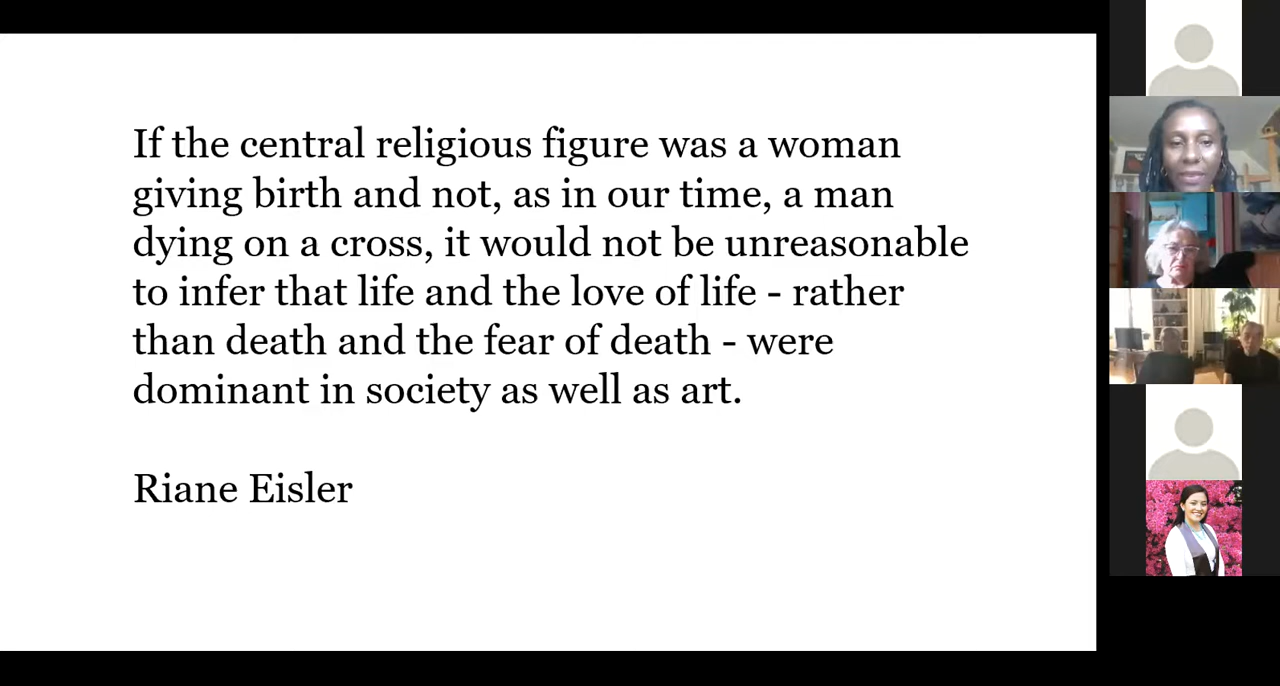 If the central religious figure was a woman
giving birth and not, as in our time, a man
dying on a cross, it would not be unreasonable
to infer that life and the love of life - rather
than death and the fear of death - were
dominant in society as well as art.
Riane Eisler